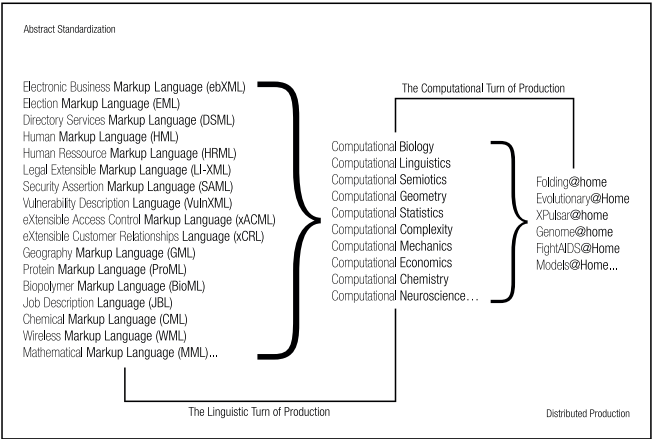 Abstract Standardization
Electronic Business Markup Language (ebXML)
Election Markup Language (EML)
Directory Services Markup Language (DSML)
Human Markup Language (HML)
Human Ressource Markup Language (HRML)
Legal Extensible Markup Language (LI-XML)
Security Assertion Markup Language (SAML)
Vulnerability Description Language (VulnXML)
eXtensible Access Control Markup Language (xACML)
eXtensible Customer Relationships Language (xCRL)
Geography Markup Language (GML)
Protein Markup Language (ProML)
Biopolymer Markup Language (BioML)
Job Description Language (JBL)
Chemical Markup Language (CML)
Wireless Markup Language (WML)
Mathematical Markup Language (MML)...
The Linguistic Turn of Production
Computational Biology
Computational Linguistics
Computational Semiotics
Computational Geometry
Computational Statistics
Computational Complexity
Computational Mechanics
Computational Economics
Computational Chemistry
Computational Neuroscience...
The Computational Turn of Production
Folding@home
Evolutionary@Home
XPulsar@home
Genome@home
FightAIDS@Home
Models@Home...
Distributed Production